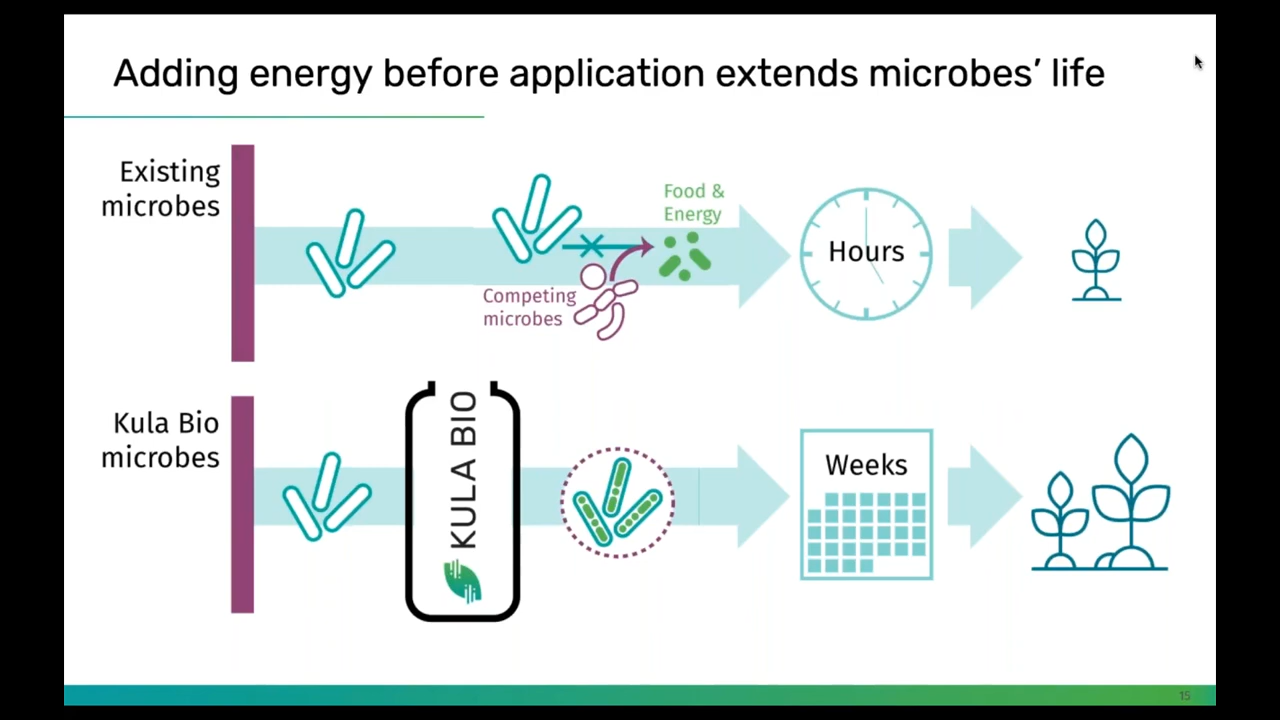 Adding energy before application extends microbes’ life
Existing
microbes
Food &
Energy
Competing
microbes
Hours
Kula Bio
microbes
KULA BIO
Weeks
15